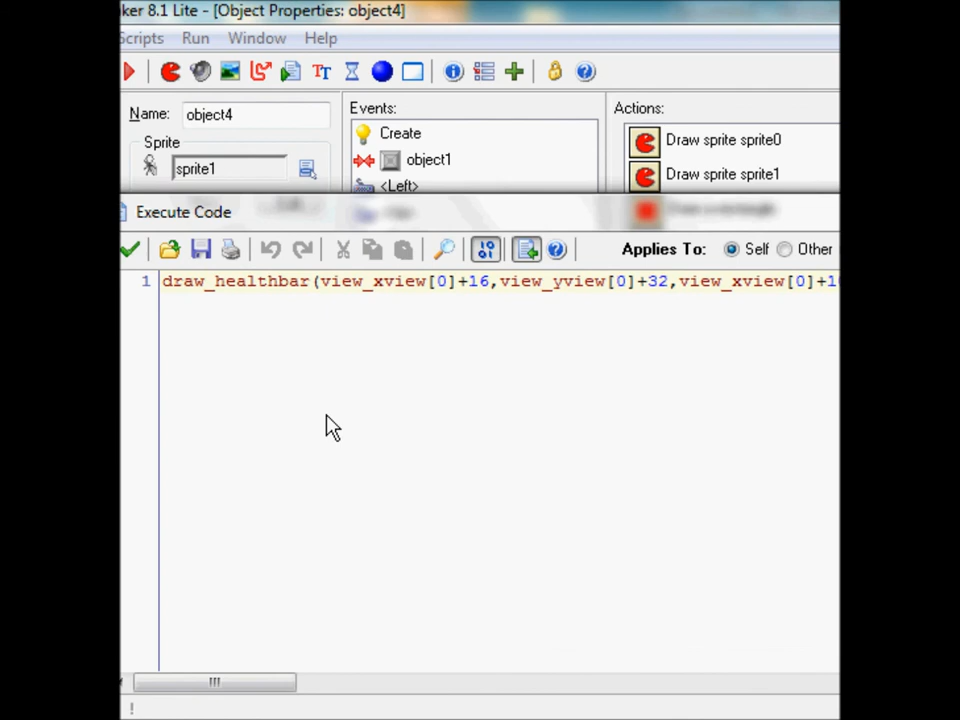 ker 8.1 Lite - [Object Properties: object4]
Scripts Run Window Help
Name: object4
Events:
Actions:
Sprite
sprite1
Create
object1
<Left>
Draw sprite sprite0
Draw sprite sprite1
Execute Code
Applies To: Self Other
1 draw_healthbar(view_xview[0]+16,view_yview[0]+32,view_xview[0]+1
!